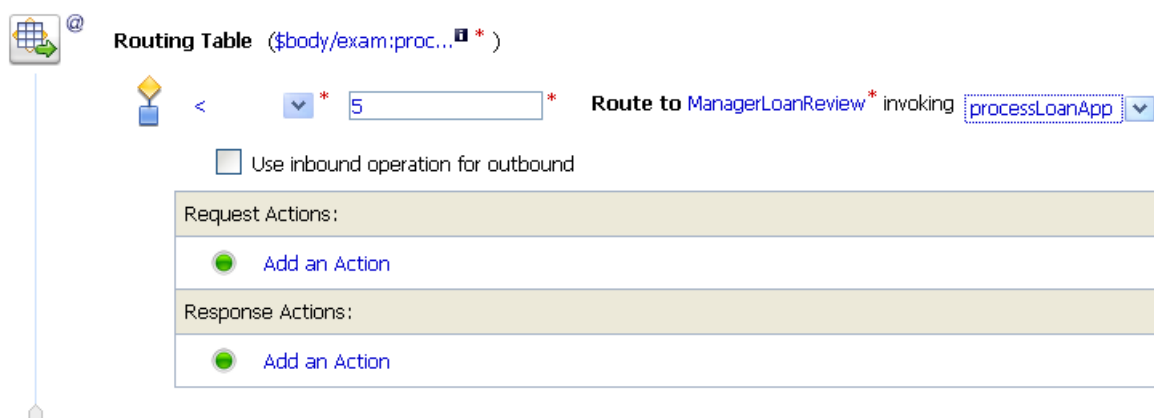 @
Routing Table ($body/exam:proc... * )
< * 5 * Route to ManagerLoanReview* invoking processLoanApp
Use inbound operation for outbound
Request Actions:
Add an Action
Response Actions:
Add an Action